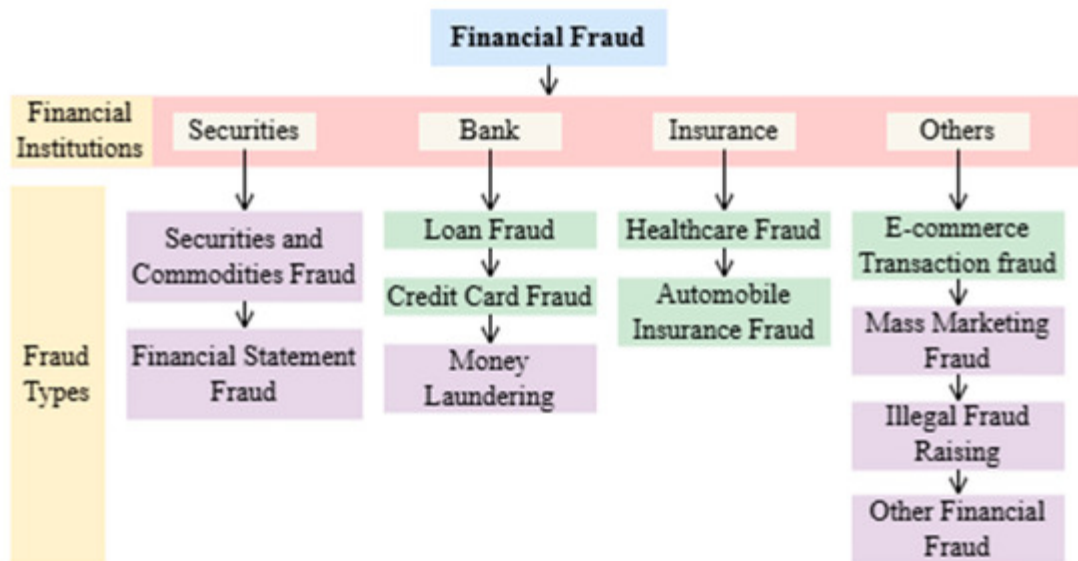 Financial Fraud
Financial
Institutions
Securities
Bank
Insurance
Others
Fraud
Types
Securities and
Commodities Fraud
Financial Statement
Fraud
Loan Fraud
Credit Card Fraud
Money
Laundering
Healthcare Fraud
Automobile
Insurance Fraud
E-commerce
Transaction fraud
Mass Marketing
Fraud
Illegal Fraud
Raising
Other Financial
Fraud